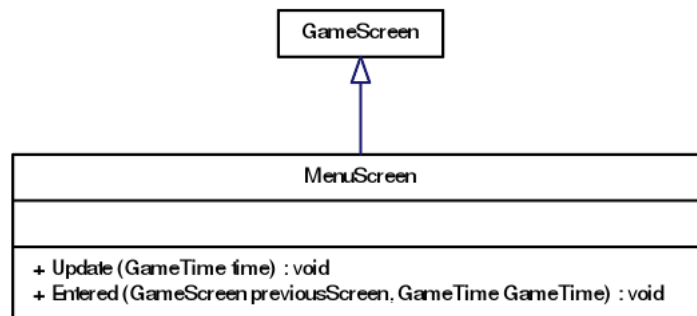 GameScreen
MenuScreen
+ Update (GameTime time) : void
+ Entered (GameScreen previousScreen, GameTime GameTime) : void